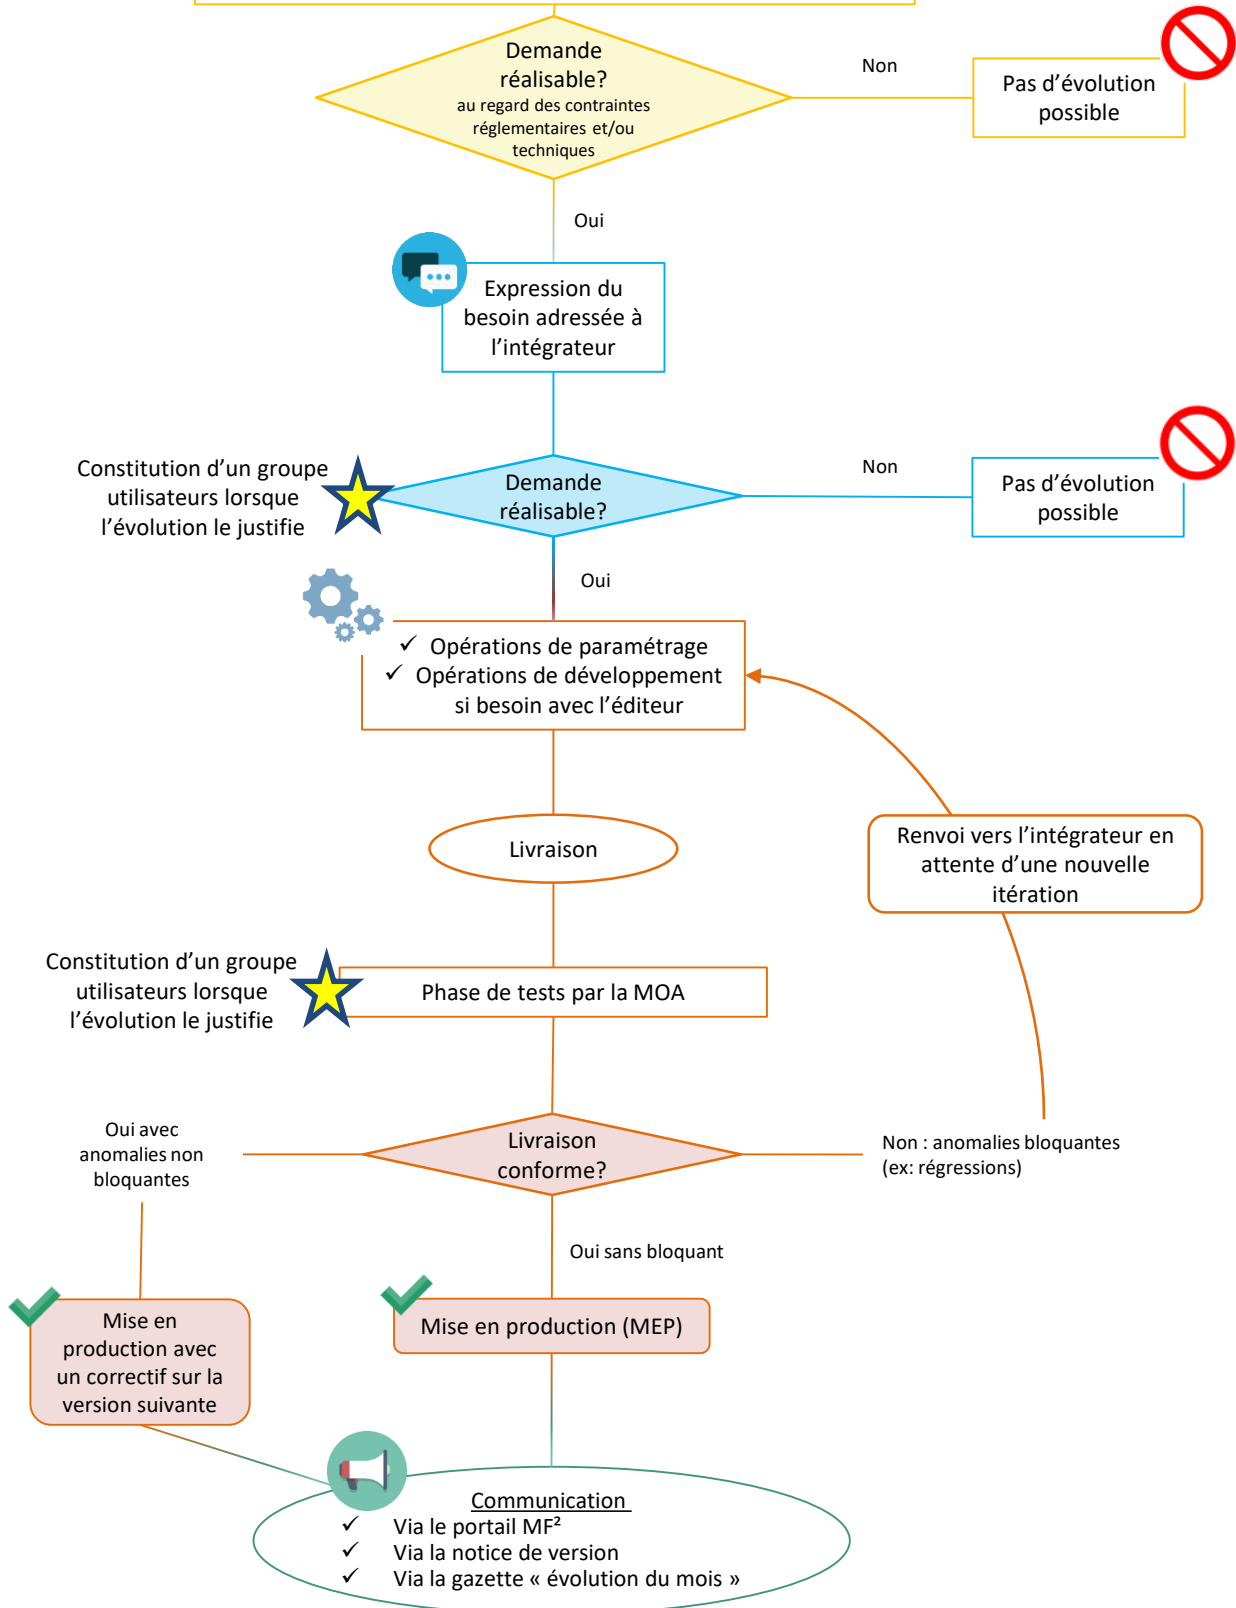 Demande
réalisable?
au regard des contraintes
réglementaires et/ou
techniques
Non
Pas d’évolution
possible
Oui
Expression du
besoin adressée à
l’intégrateur
Constitution d’un groupe
utilisateurs lorsque
l’évolution le justifie
Demande
réalisable?
Non
Pas d’évolution
possible
Oui
✓ Opérations de paramétrage
✓ Opérations de développement
si besoin avec l’éditeur
Livraison
Renvoi vers l’intégrateur en
attente d’une nouvelle
itération
Constitution d’un groupe
utilisateurs lorsque
l’évolution le justifie
Phase de tests par la MOA
Oui avec
anomalies non
bloquantes
Livraison
conforme?
Non : anomalies bloquantes
(ex: régressions)
Oui sans bloquant
Mise en
production avec
un correctif sur la
version suivante
Mise en production (MEP)
Communication
✓ Via le portail MF²
✓ Via la notice de version
✓ Via la gazette « évolution du mois »